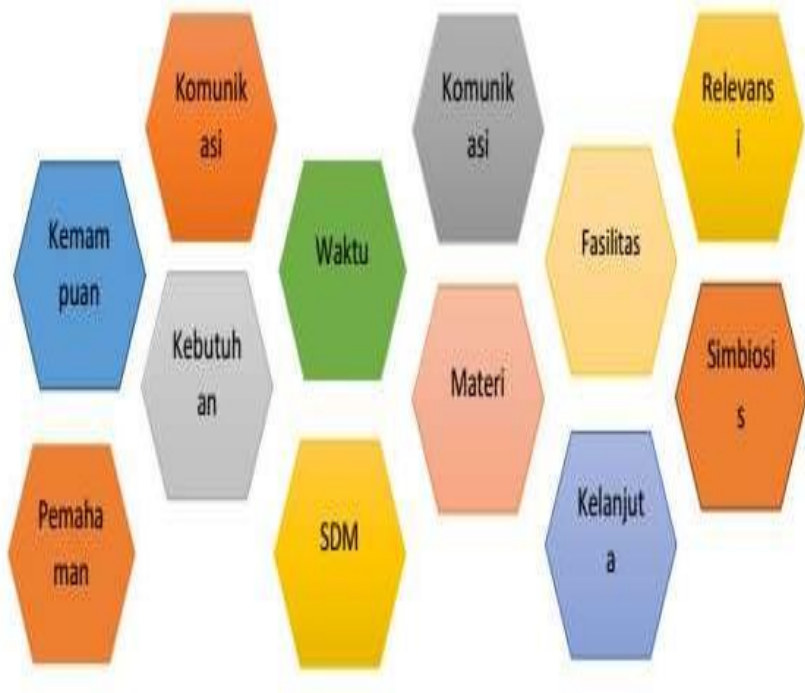 Komunik
asi
Komunik
asi
Relevans
i
Kemam
puan
Waktu
Fasilitas
Kebutuh
an
Materi
Simbiosi
s
Pemaha
man
SDM
Kelanjut
a